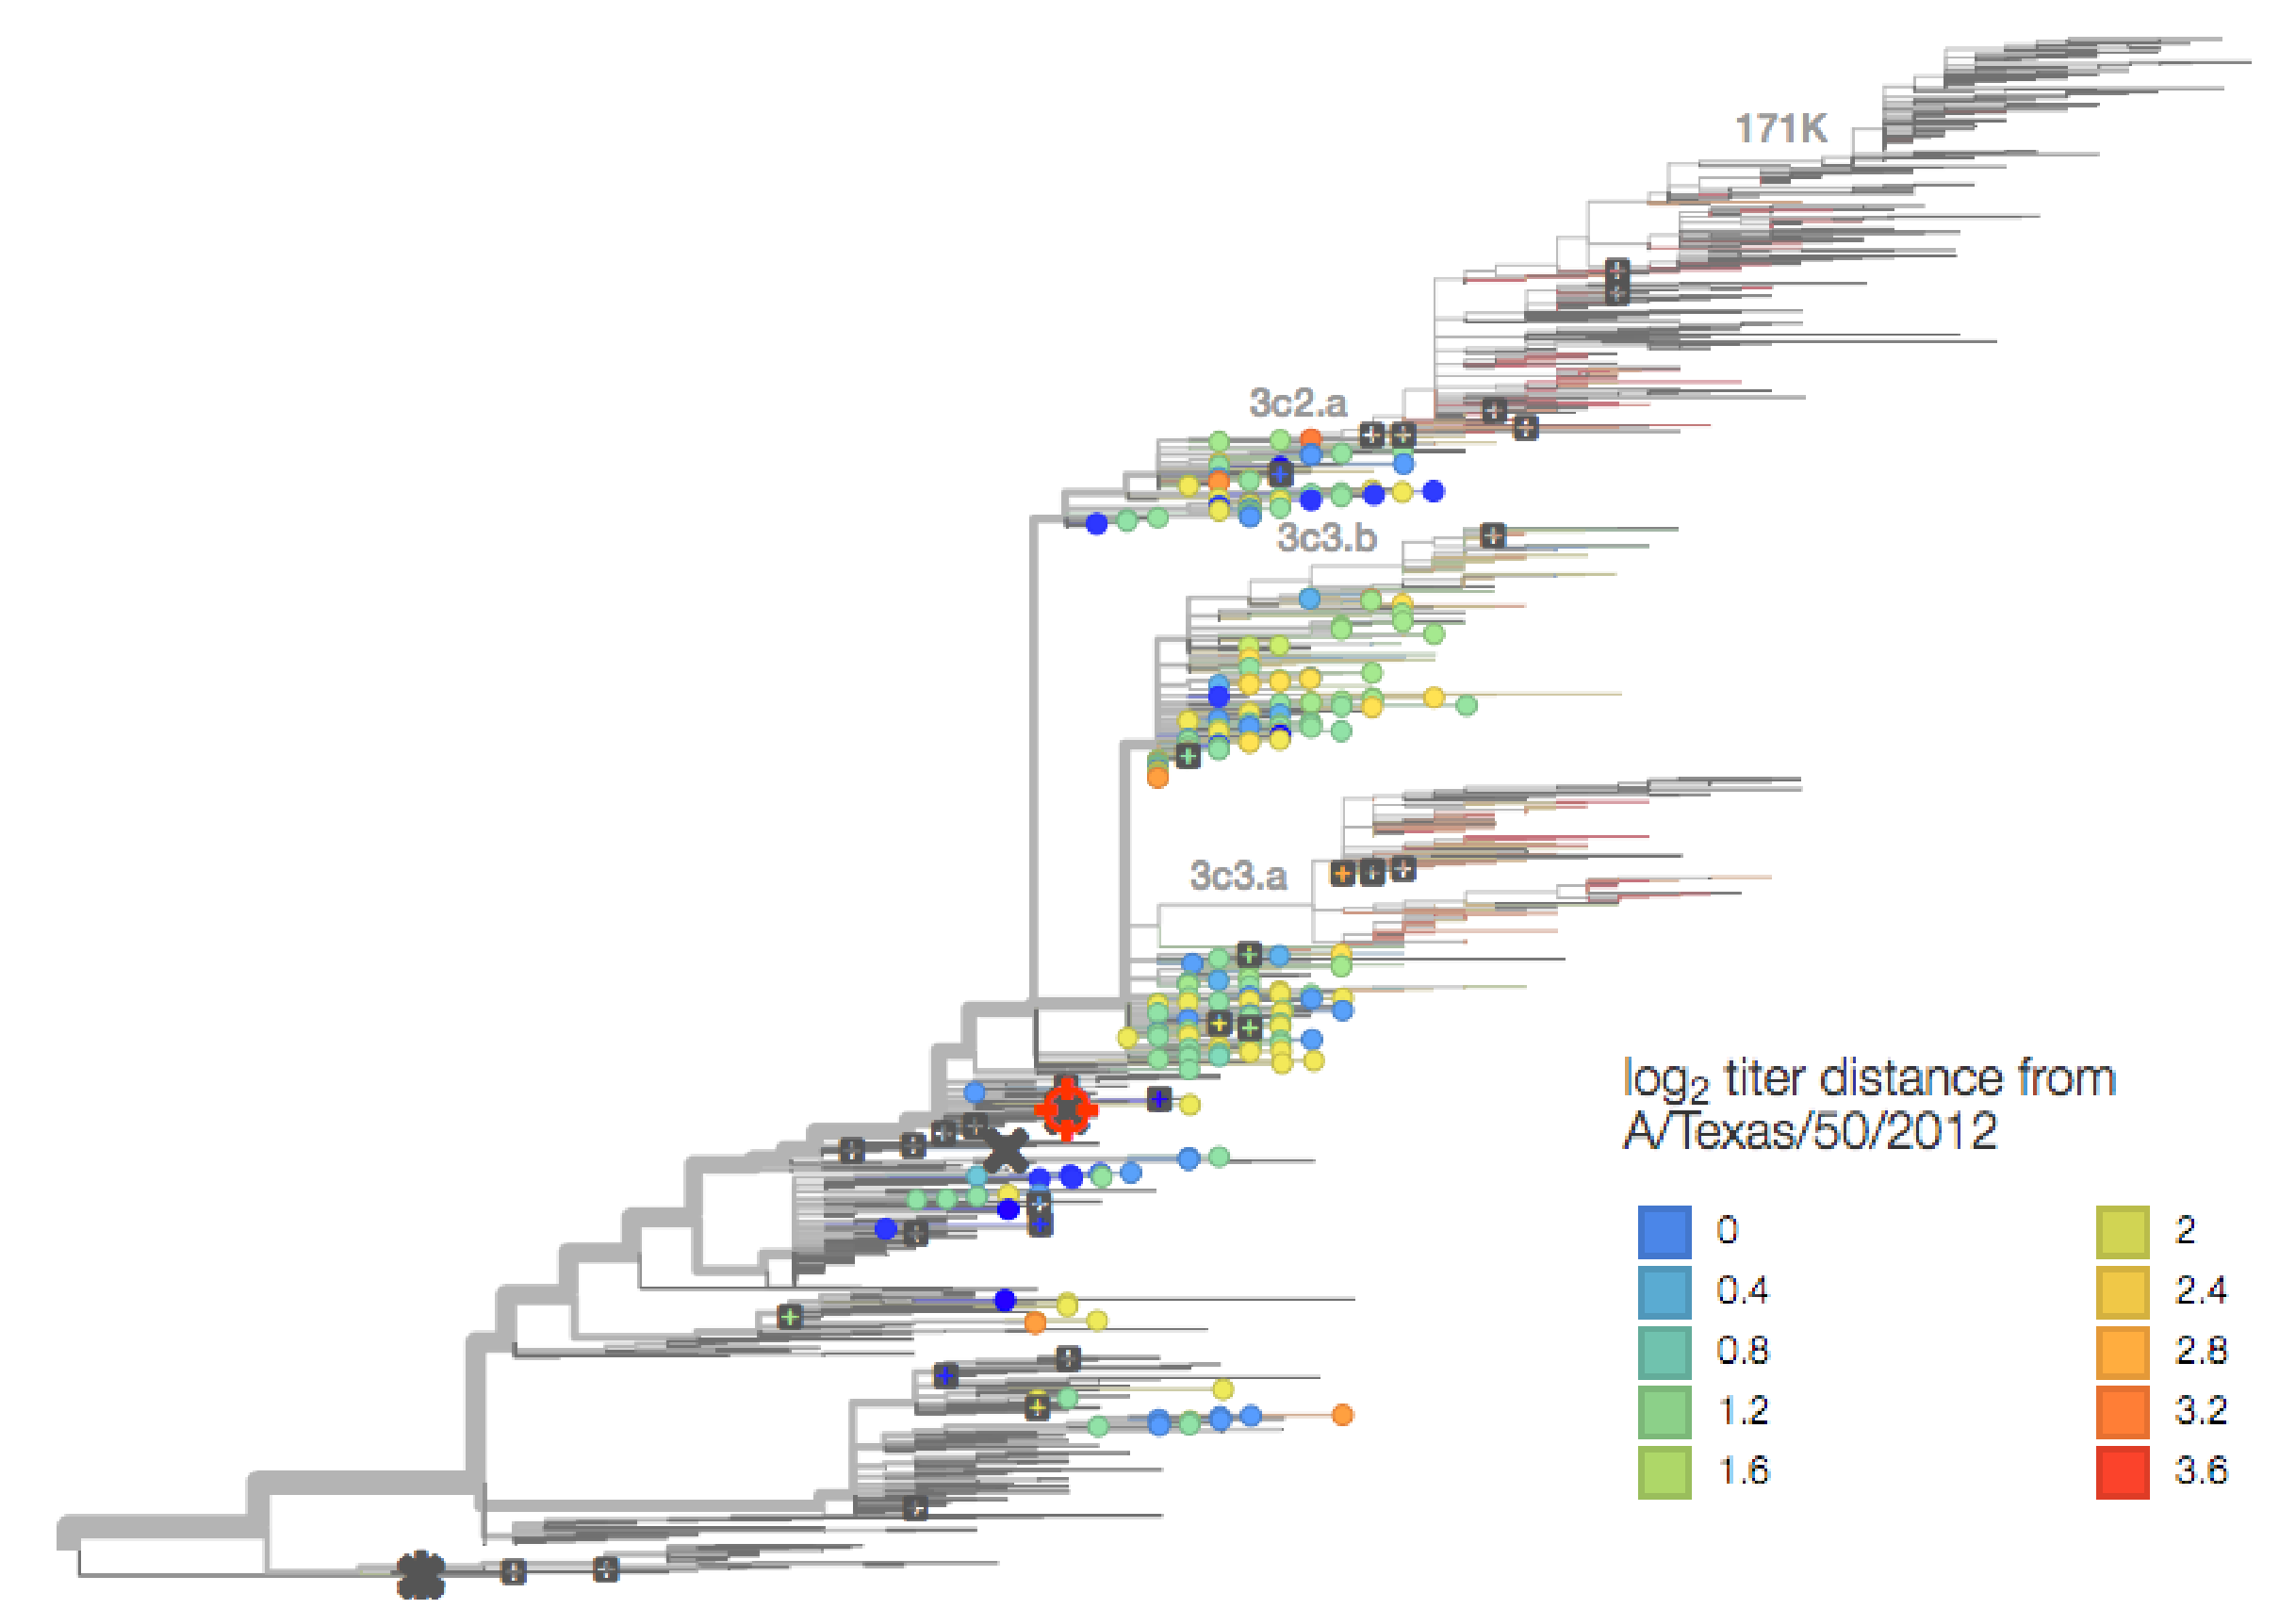 171K
3c2.a
3c3.b
3c3.a
log₂ titer distance from
A/Texas/50/2012
0 2
0.4 2.4
0.8 2.8
1.2 3.2
1.6 3.6